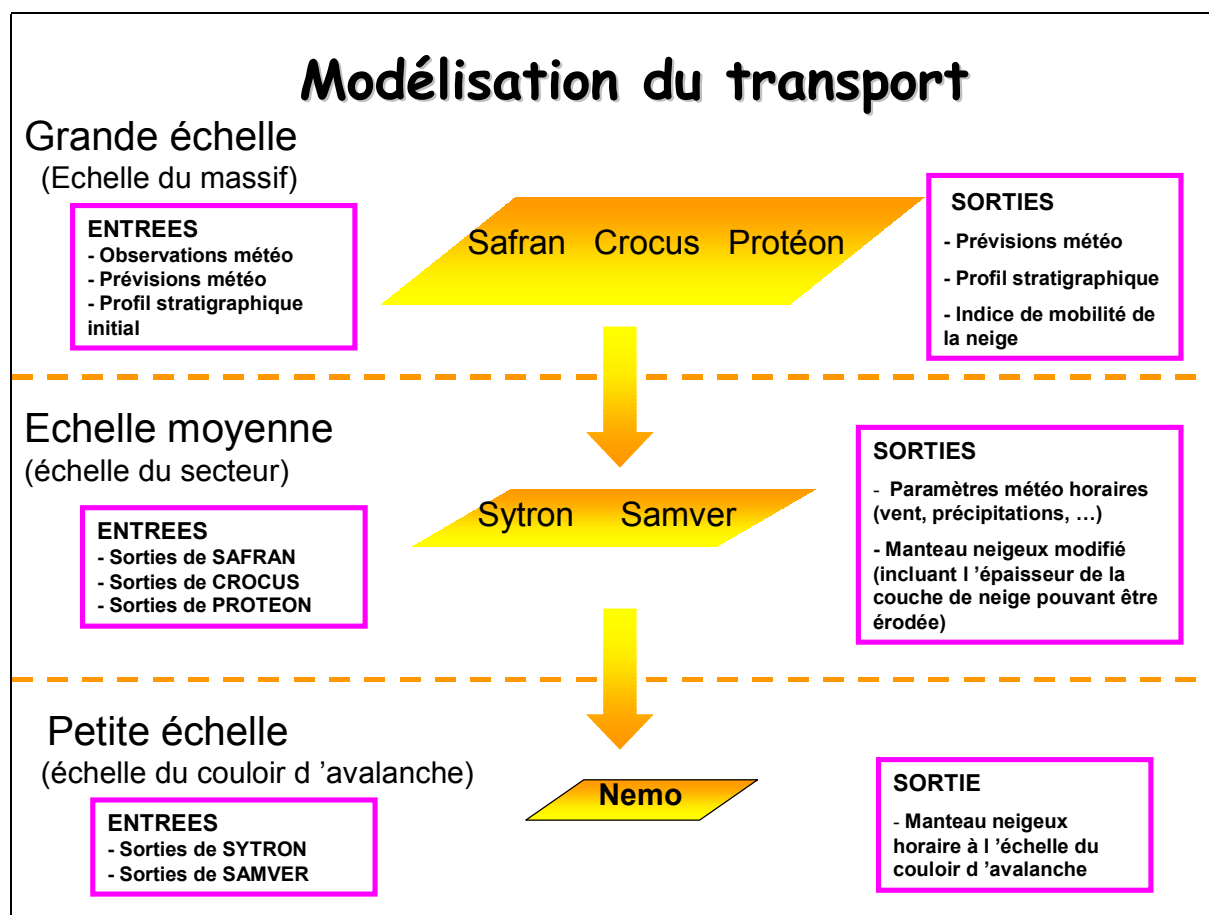 Modélisation du transport
Grande échelle
(Echelle du massif)
ENTREES
- Observations météo
- Prévisions météo
- Profil stratigraphique
initial
Safran Crocus Protéon
SORTIES
- Prévisions météo
- Profil stratigraphique
- Indice de mobilité de
la neige
Echelle moyenne
(échelle du secteur)
ENTREES
- Sorties de SAFRAN
- Sorties de CROCUS
- Sorties de PROTEON
Sytron Samver
SORTIES
- Paramètres météo horaires
(vent, précipitations, …)
- Manteau neigeux modifié
(incluant l ’épaisseur de la
couche de neige pouvant être
érodée)
Petite échelle
(échelle du couloir d ’avalanche)
ENTREES
- Sorties de SYTRON
- Sorties de SAMVER
Nemo
SORTIE
- Manteau neigeux
horaire à l ’échelle du
couloir d ’avalanche